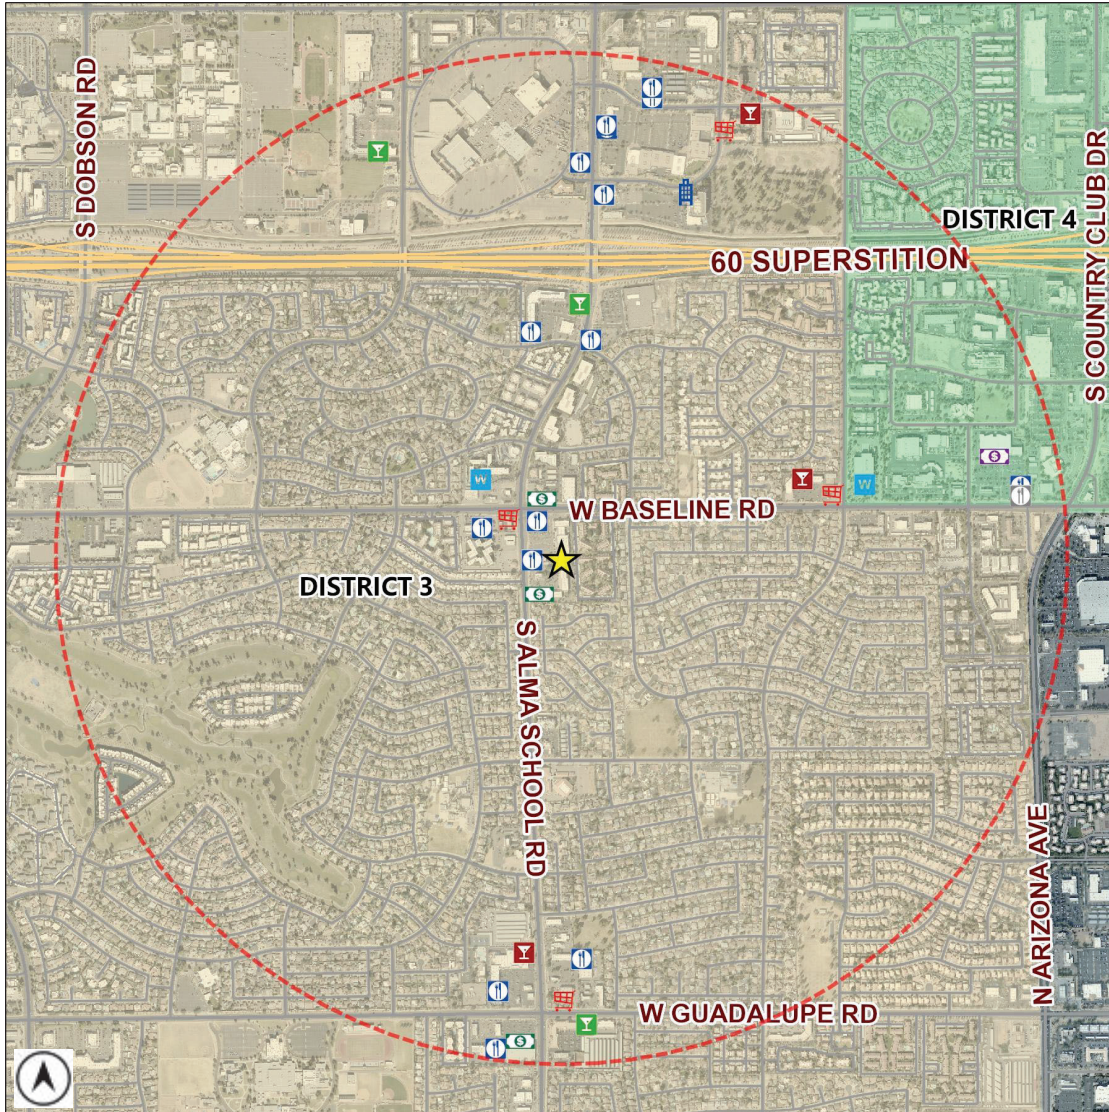 S DOBSON RD
S COUNTRY CLUB DR
DISTRICT 4
60 SUPERSTITION
W
W
$
$
W BASELINE RD
DISTRICT 3
$
S ALMA SCHOOL RD
N ARIZONA AVE
W GUADALUPE RD
$